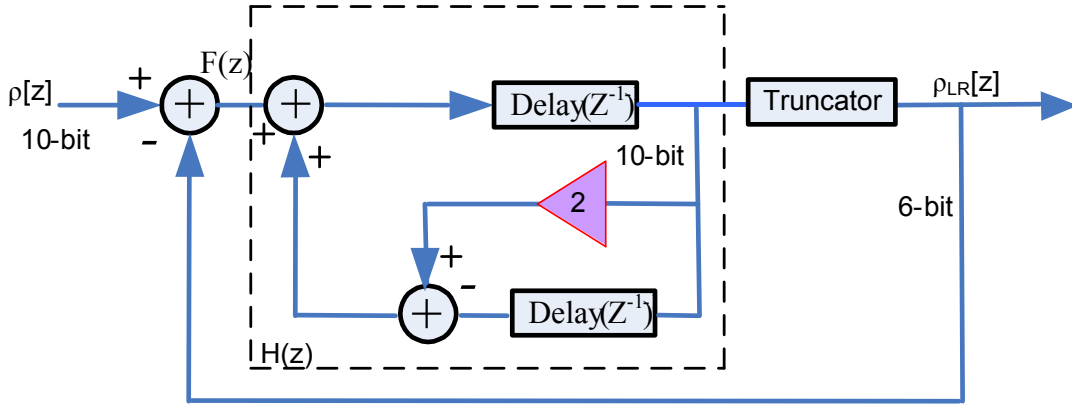 ρ[z]
10-bit
+
-
+
F(z)
+
+
+
Delay(Z⁻¹)
10-bit
Truncator
ρLR[z]
6-bit
2
+
-
+
Delay(Z⁻¹)
H(z)